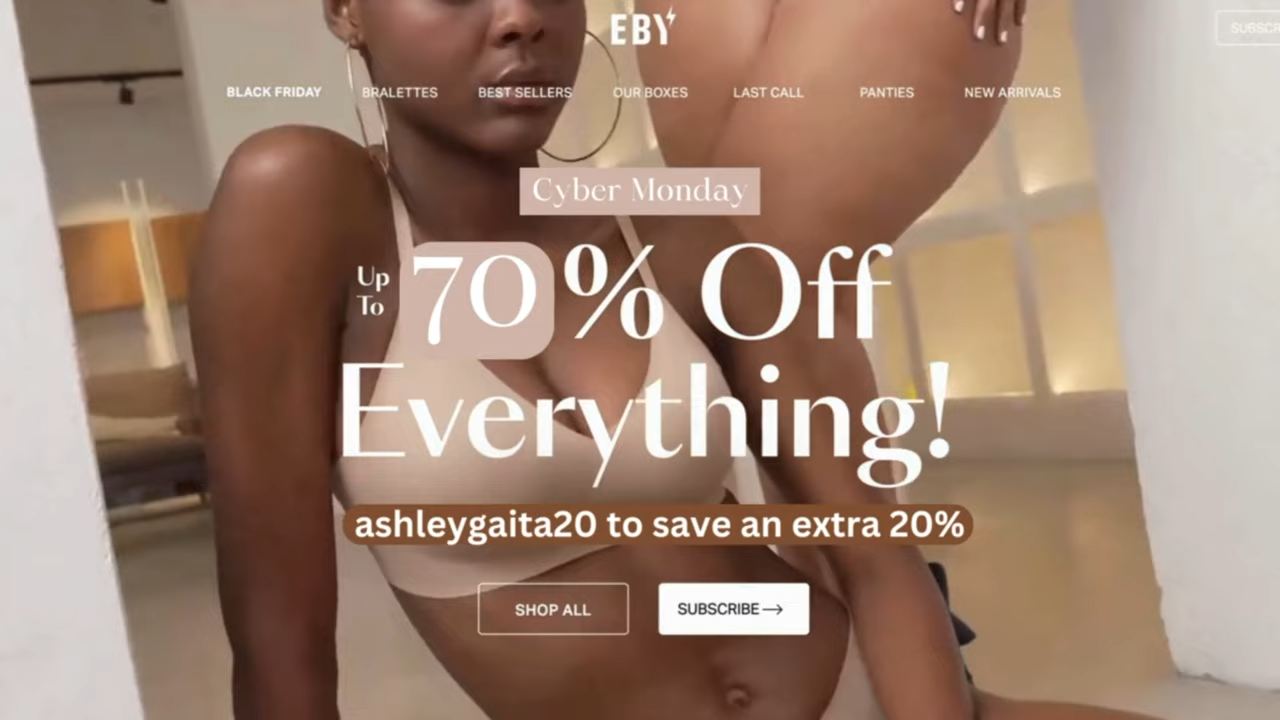 EBY
SUBSCR
BLACK FRIDAY BRALETTES BEST SELLERS OUR BOXES LAST CALL PANTIES NEW ARRIVALS
Cyber Monday
Up To 70% Off
Everything!
ashleygaita20 to save an extra 20%
SHOP ALL SUBSCRIBE→